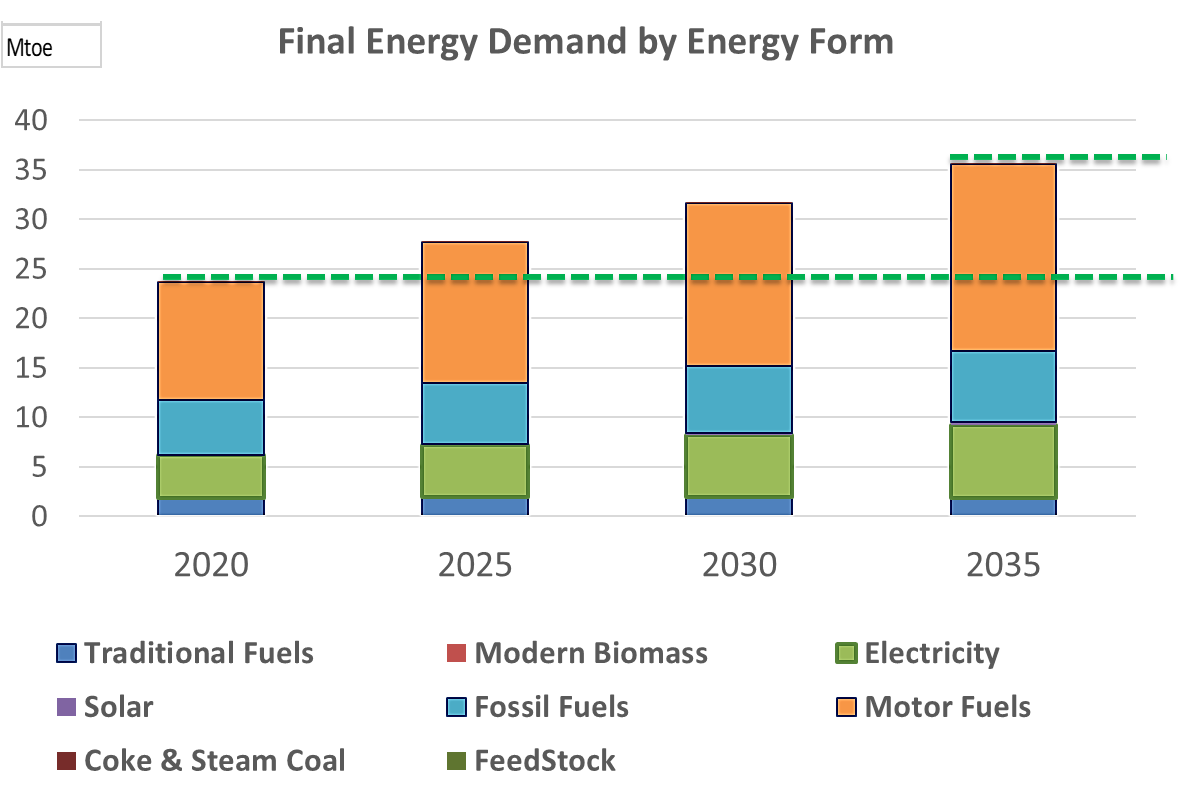 Mtoe
Final Energy Demand by Energy Form
40
35
30
25
20
15
10
5
0
2020 2025 2030 2035
Traditional Fuels Modern Biomass Electricity
Solar Fossil Fuels Motor Fuels
Coke & Steam Coal FeedStock